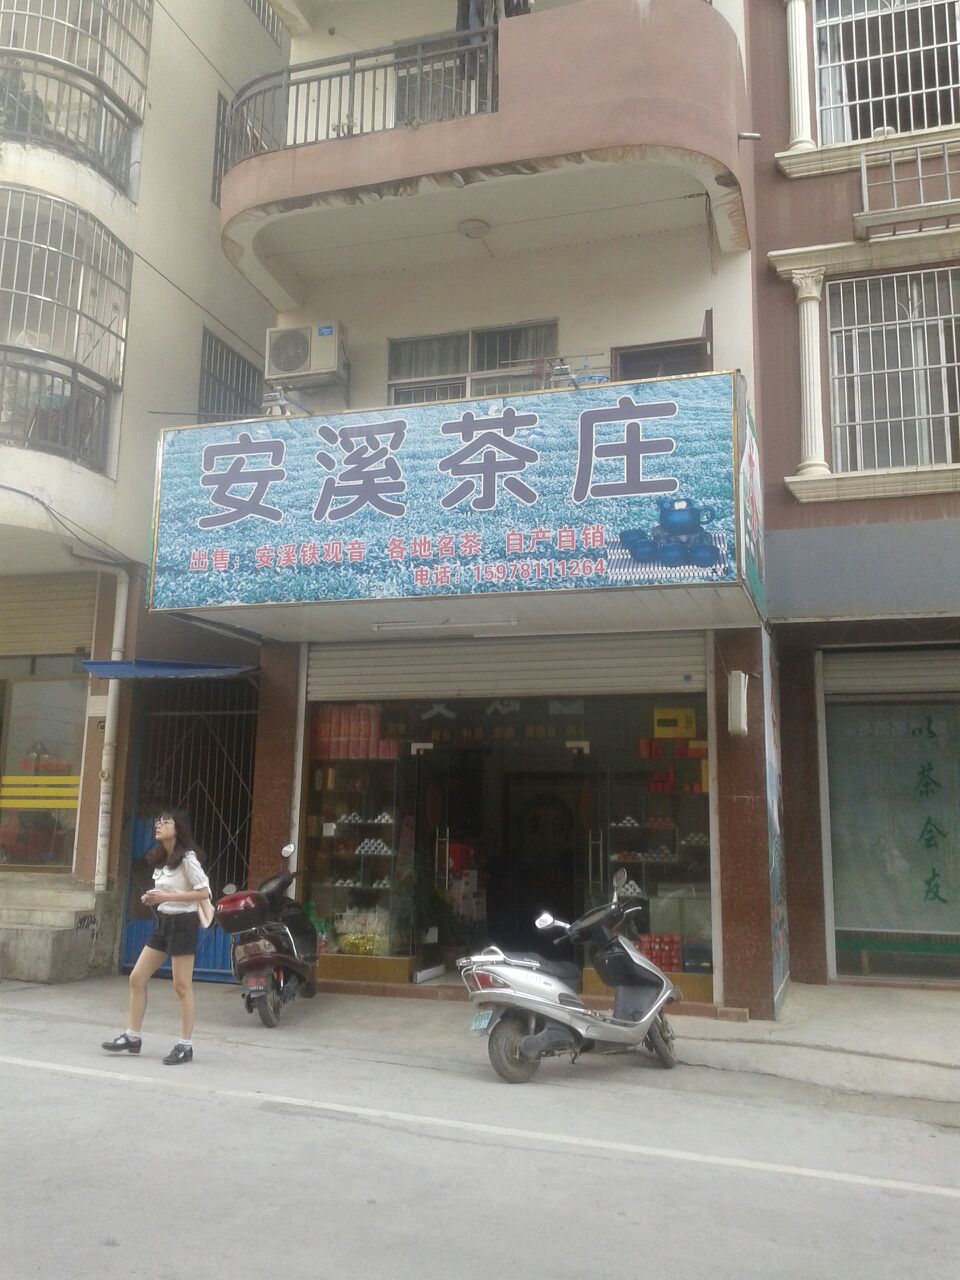 安溪茶庄
出售：安溪铁观音 各地名茶 自产自销
电话：15978111264
以茶会友